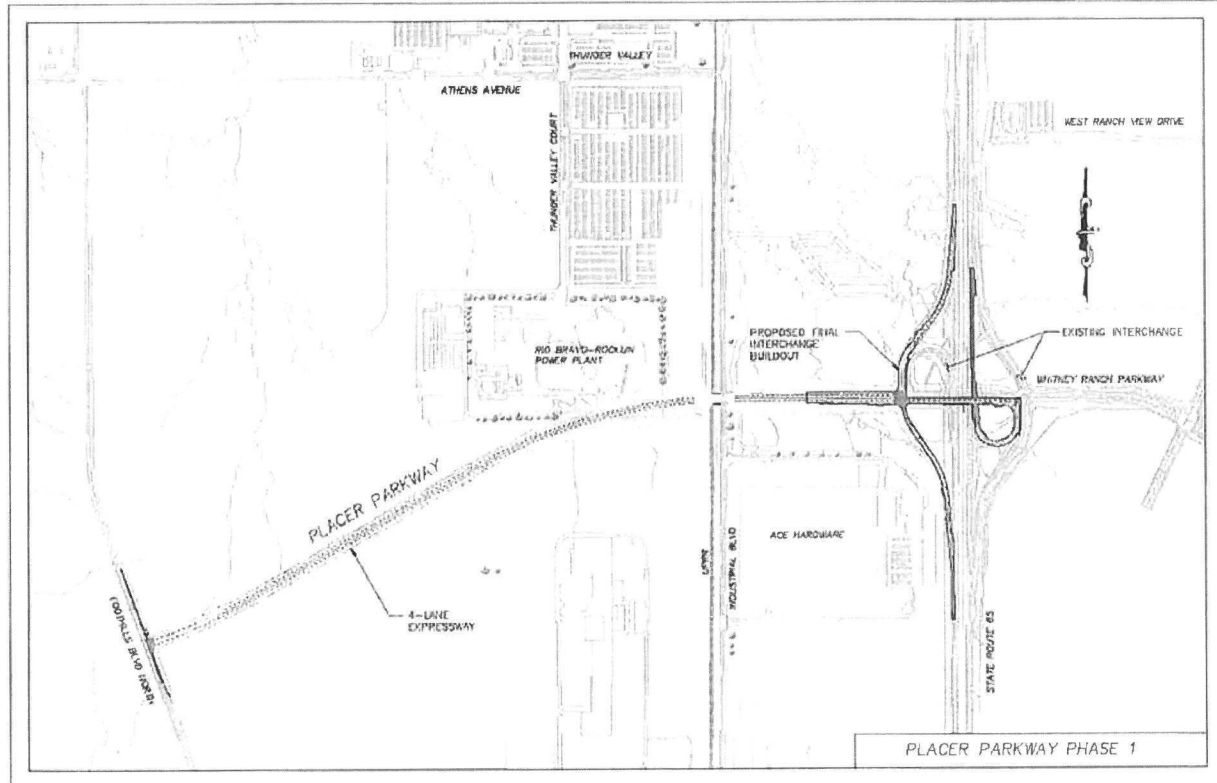 THUNDER VALLEY
ATHENS AVENUE
THUNDER VALLEY COURT
WEST RANCH VIEW DRIVE
RIO BRAVO-ROCKLIN
POWER PLANT
PROPOSED FINAL
INTERCHANGE
BUILDOUT
EXISTING INTERCHANGE
WHITNEY RANCH PARKWAY
PLACER PARKWAY
4-LANE
EXPRESSWAY
FOOTHILLS BLVD NORTH
UPRR
INDUSTRIAL BLVD
ACE HARDWARE
STATE ROUTE 65
PLACER PARKWAY PHASE 1